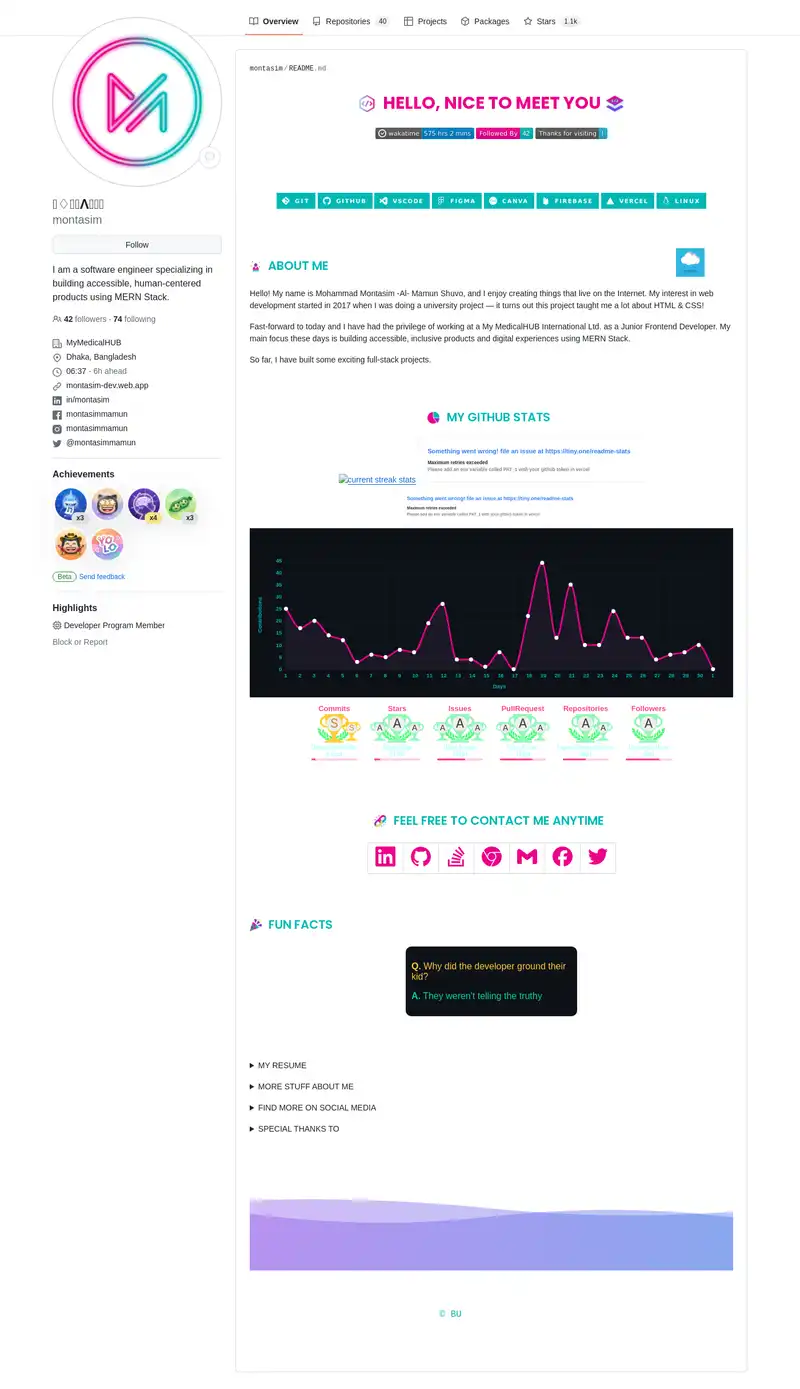 Overview Repositories 40 Projects Packages Stars 1.1k
montasim
Follow
I am a software engineer specializing in
building accessible, human-centered
products using MERN Stack.
42 followers · 74 following
MyMedicalHUB
Dhaka, Bangladesh
06:37 - 6h ahead
montasim-dev.web.app
in/montasim
montasimmamun
montasimmamun
@montasimmamun
Achievements
x3
x4
x3
YOLO
Beta Send feedback
Highlights
Developer Program Member
Block or Report
montasim/README.md
HELLO, NICE TO MEET YOU
wakatime 575 hrs 2 mins Followed By 42 Thanks for visiting
GIT GITHUB VSCODE FIGMA CANVA FIREBASE VERCEL LINUX
ABOUT ME
Hello! My name is Mohammad Montasim -Al- Mamun Shuvo, and I enjoy creating things that live on the Internet. My interest in web
development started in 2017 when I was doing a university project — it turns out this project taught me a lot about HTML & CSS!
Fast-forward to today and I have had the privilege of working at a My MedicalHUB International Ltd. as a Junior Frontend Developer. My
main focus these days is building accessible, inclusive products and digital experiences using MERN Stack.
So far, I have built some exciting full-stack projects.
MY GITHUB STATS
Something went wrong! file an issue at https://tiny.one/readme-stats
Maximum retries exceeded
Please add an env variable called PAT_1 with your github token in vercel
current streak stats
Something went wrong! file an issue at https://tiny.one/readme-stats
Maximum retries exceeded
Please add an env variable called PAT_1 with your github token in vercel
Contributions
45
40
35
30
25
20
15
10
5
0
1 2 3 4 5 6 7 8 9 10 11 12 13 14 15 16 17 18 19 20 21 22 23 24 25 26 27 28 29 30 1
Days
Commits Stars Issues PullRequest Repositories Followers
S S A A A A A A A A A A A A
FEEL FREE TO CONTACT ME ANYTIME
FUN FACTS
Q. Why did the developer ground their
kid?
A. They weren't telling the truthy
MY RESUME
MORE STUFF ABOUT ME
FIND MORE ON SOCIAL MEDIA
SPECIAL THANKS TO
© BU